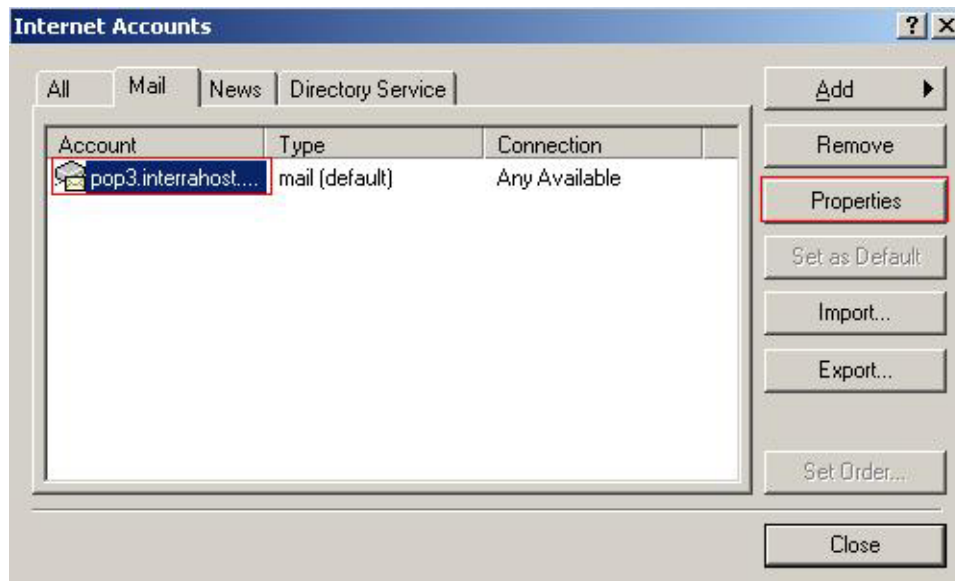 Internet Accounts
All Mail News Directory Service
Add
Account Type Connection
Remove
pop3.interrahost.... mail (default) Any Available
Properties
Set as Default
Import...
Export...
Set Order...
Close